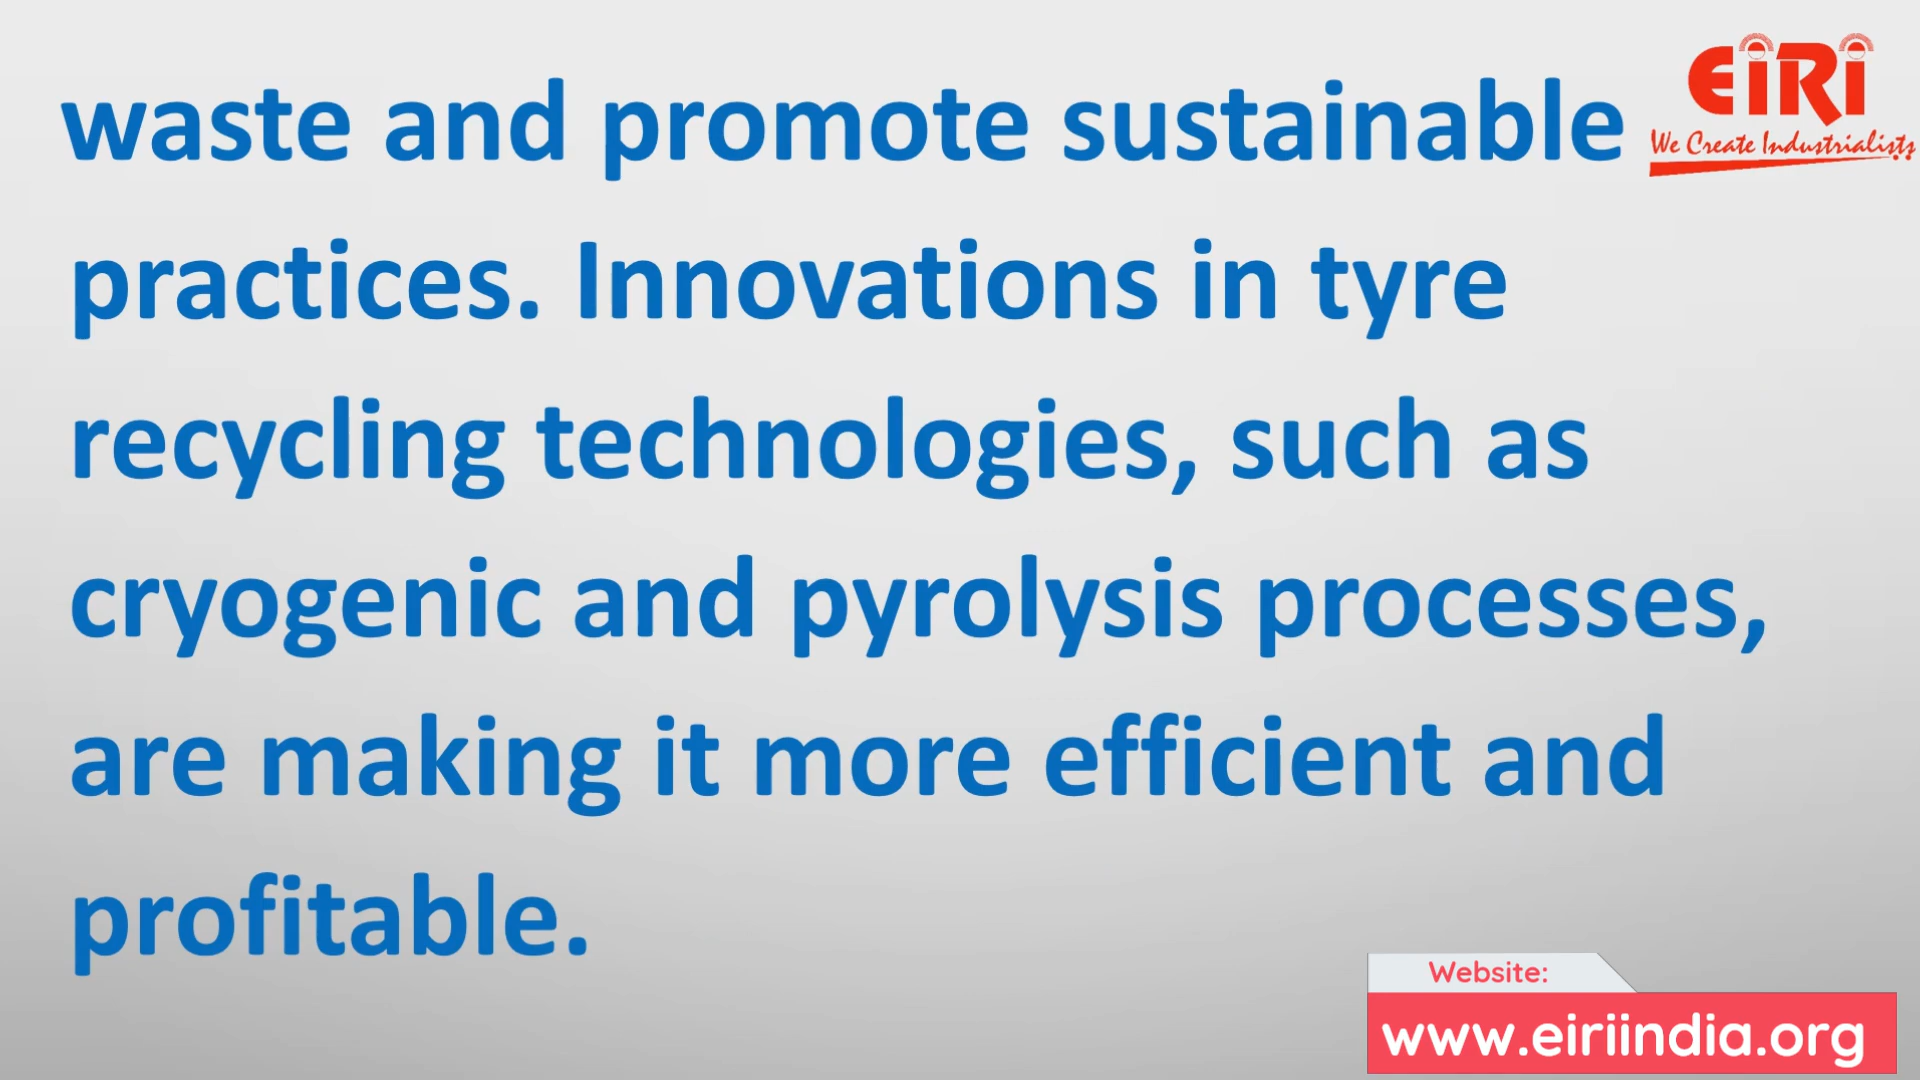 waste and promote sustainable
practices. Innovations in tyre
recycling technologies, such as
cryogenic and pyrolysis processes,
are making it more efficient and
profitable.
EiRi
We Create Industrialists
Website:
www.eiriindia.org